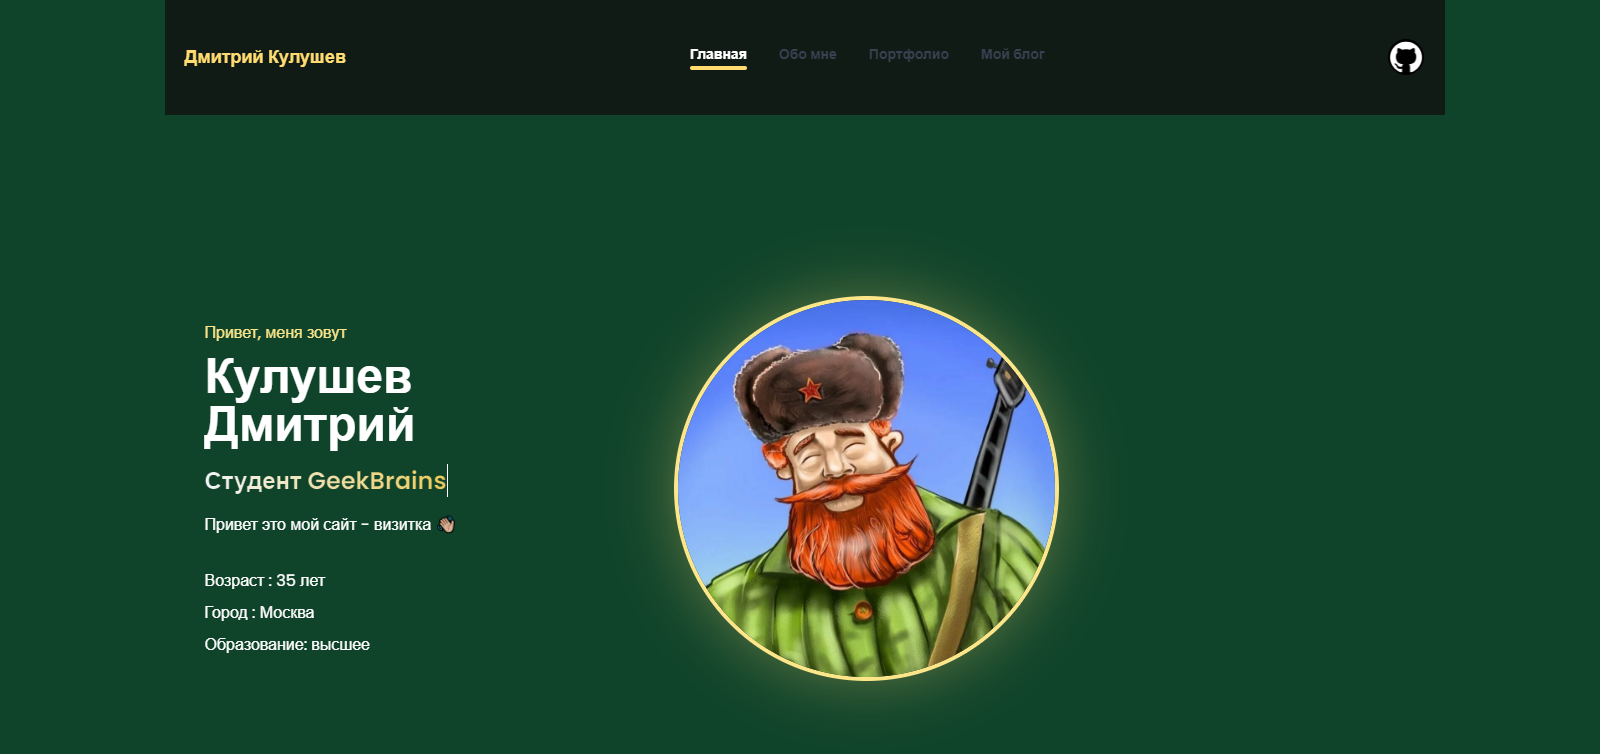 Дмитрий Кулушев
Главная Обо мне Портфолио Мой блог
Привет, меня зовут
Кулушев
Дмитрий
Студент GeekBrains
Привет это мой сайт - визитка 👋🏼
Возраст : 35 лет
Город : Москва
Образование: высшее